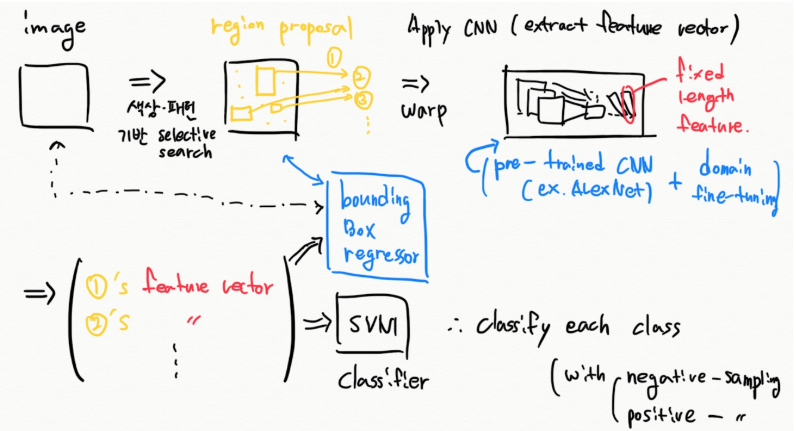 image
region proposal
Apply CNN (extract feature vector)
①
②
③
⇒
색상·패턴
기반 selective
search
⇒
warp
fixed
length
feature.
(pre-trained CNN + domain
(ex. AlexNet) fine-tuning)
bounding
Box
regressor
⇒
①'s feature vector
②'s 〃
⇒
SVM
classifier
∴ classify each class
(with (negative-sampling
positive - 〃